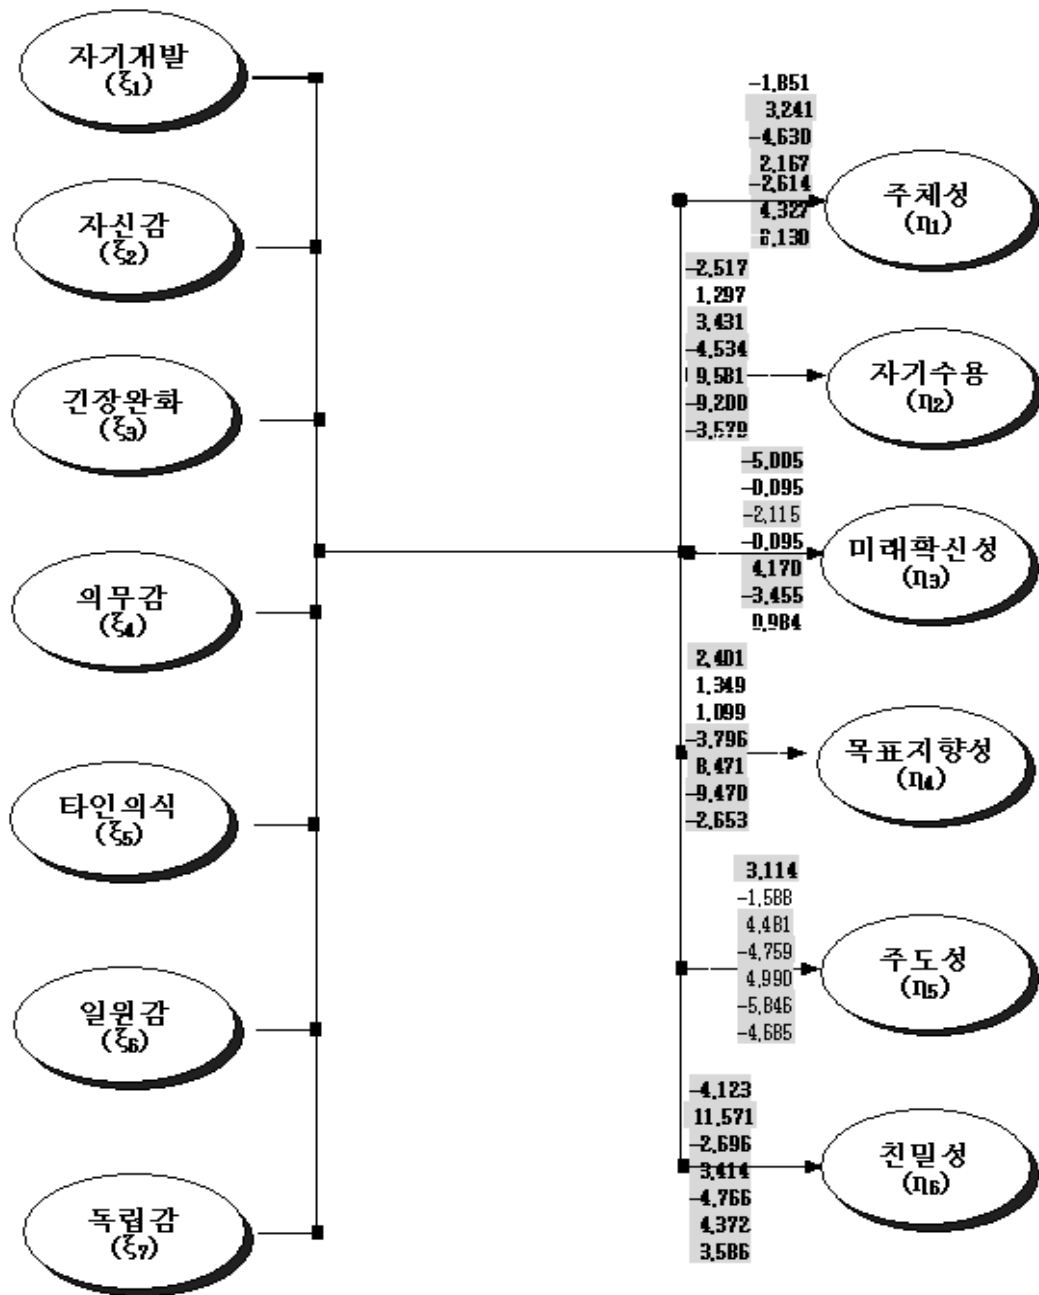 자기개발
(ξ1)
자신감
(ξ2)
긴장완화
(ξ3)
의무감
(ξ4)
타인의식
(ξ5)
일원감
(ξ6)
독립감
(ξ7)
-1,851
3,241
-4,630
2,167
-2,614
4,327
6,130
주체성
(η1)
-2,517
1,297
3,431
-4,534
9,581
-9,200
-3,579
자기수용
(η2)
-5,005
-0,095
-2,115
-0,095
4,170
-3,455
0,984
미래확신성
(η3)
2,401
1,349
1,099
-3,796
8,471
-9,470
-2,653
목표지향성
(η4)
3,114
-1,588
4,481
-4,759
4,990
-5,846
-4,685
주도성
(η5)
-4,123
11,571
-2,696
3,414
-4,766
4,372
3,586
친밀성
(η6)